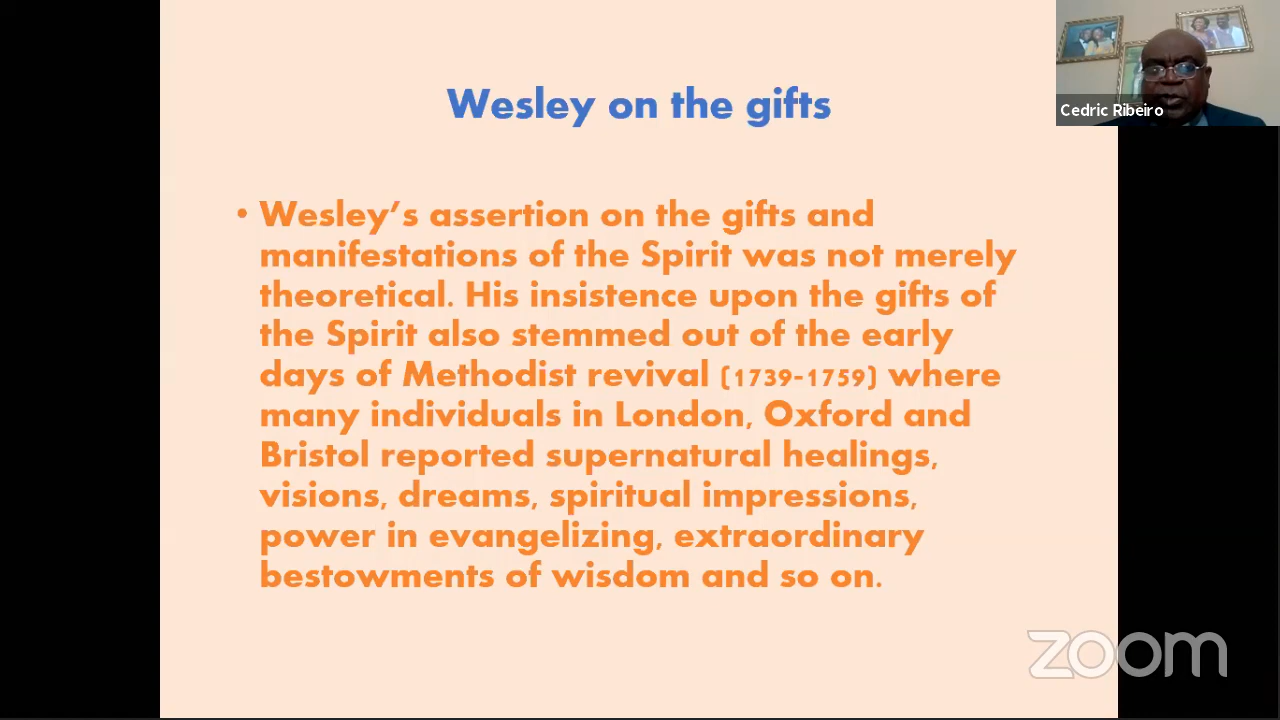 Wesley on the gifts
Cedric Ribeiro
• Wesley's assertion on the gifts and
manifestations of the Spirit was not merely
theoretical. His insistence upon the gifts of
the Spirit also stemmed out of the early
days of Methodist revival (1739-1759) where
many individuals in London, Oxford and
Bristol reported supernatural healings,
visions, dreams, spiritual impressions,
power in evangelizing, extraordinary
bestowments of wisdom and so on.
zoom